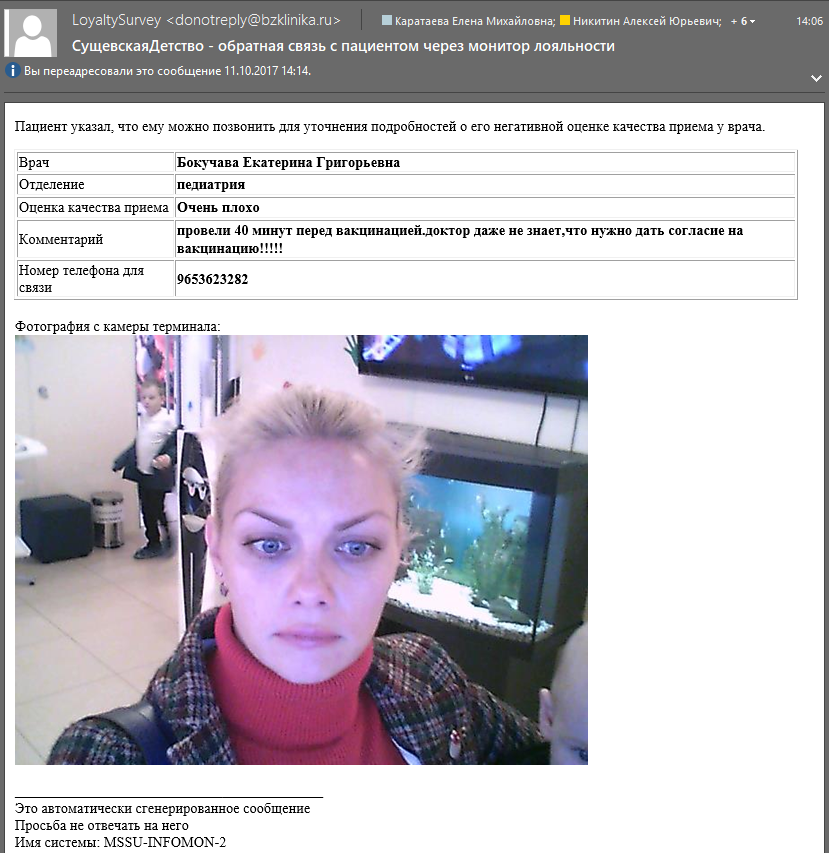 LoyaltySurvey <donotreply@bzklinika.ru> Каратаева Елена Михайловна; Никитин Алексей Юрьевич; + 6 14:06
СущевскаяДетство - обратная связь с пациентом через монитор лояльности
Вы переадресовали это сообщение 11.10.2017 14:14.
Пациент указал, что ему можно позвонить для уточнения подробностей о его негативной оценке качества приема у врача.
Врач Бокучава Екатерина Григорьевна
Отделение педиатрия
Оценка качества приема Очень плохо
Комментарий провели 40 минут перед вакцинацией.доктор даже не знает,что нужно дать согласие на
вакцинацию!!!!!
Номер телефона для
связи 9653623282
Фотография с камеры терминала:
Это автоматически сгенерированное сообщение
Просьба не отвечать на него
Имя системы: MSSU-INFOMON-2